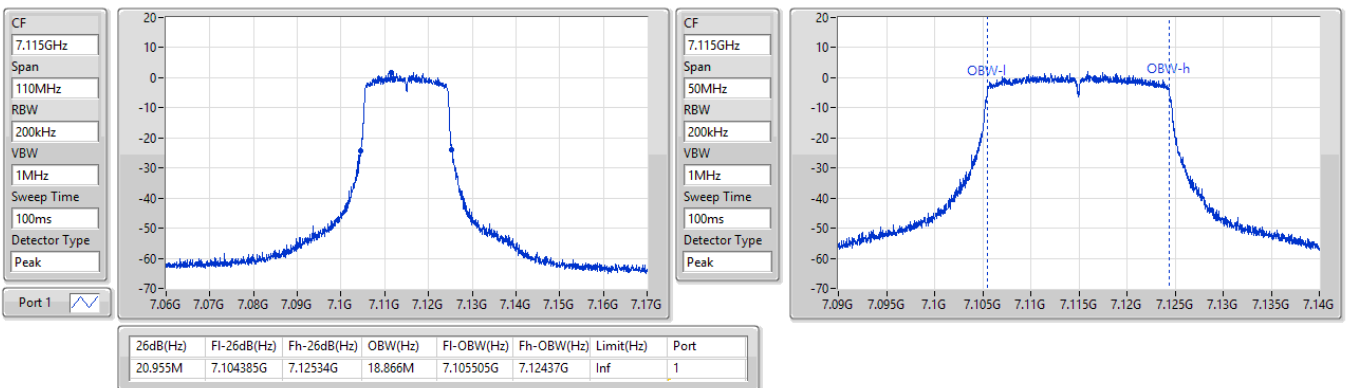 CF
7.115GHz
Span
110MHz
RBW
200kHz
VBW
1MHz
Sweep Time
100ms
Detector Type
Peak
Port 1
20
10
0
-10
-20
-30
-40
-50
-60
-70
7.06G 7.07G 7.08G 7.09G 7.1G 7.11G 7.12G 7.13G 7.14G 7.15G 7.16G 7.17G
CF
7.115GHz
Span
50MHz
RBW
200kHz
VBW
1MHz
Sweep Time
100ms
Detector Type
Peak
20
10
0
-10
-20
-30
-40
-50
-60
-70
OBW-l OBW-h
7.09G 7.095G 7.1G 7.105G 7.11G 7.115G 7.12G 7.125G 7.13G 7.135G 7.14G
26dB(Hz) Fl-26dB(Hz) Fh-26dB(Hz) OBW(Hz) Fl-OBW(Hz) Fh-OBW(Hz) Limit(Hz) Port
20.955M 7.104385G 7.12534G 18.866M 7.105505G 7.12437G Inf 1